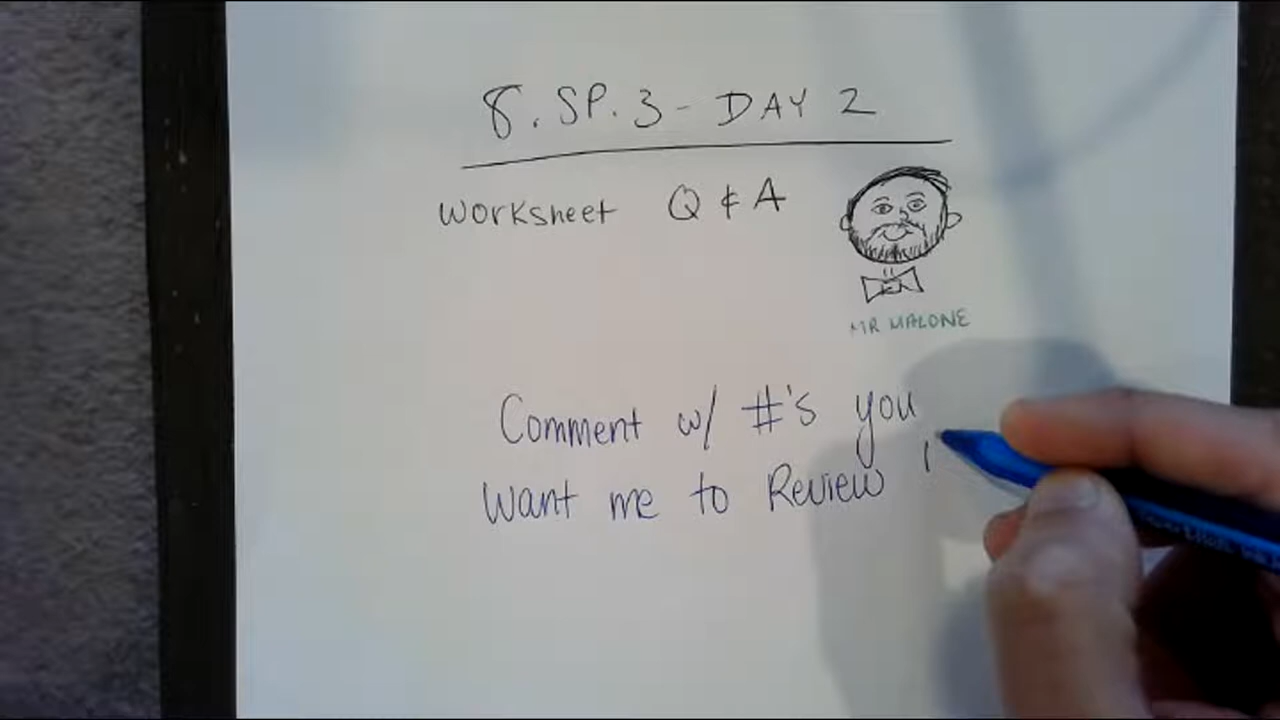 8.SP.3 - DAY 2
Worksheet Q & A
MR MALONE
Comment w/ #'s you
Want me to Review